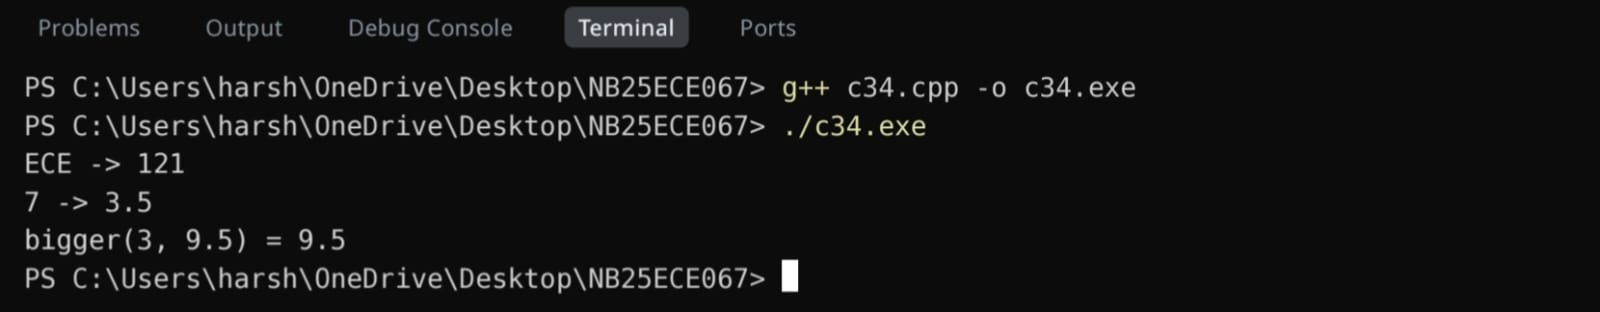 Problems Output Debug Console Terminal Ports
PS C:\Users\harsh\OneDrive\Desktop\NB25ECE067> g++ c34.cpp -o c34.exe
PS C:\Users\harsh\OneDrive\Desktop\NB25ECE067> ./c34.exe
ECE -> 121
7 -> 3.5
bigger(3, 9.5) = 9.5
PS C:\Users\harsh\OneDrive\Desktop\NB25ECE067>